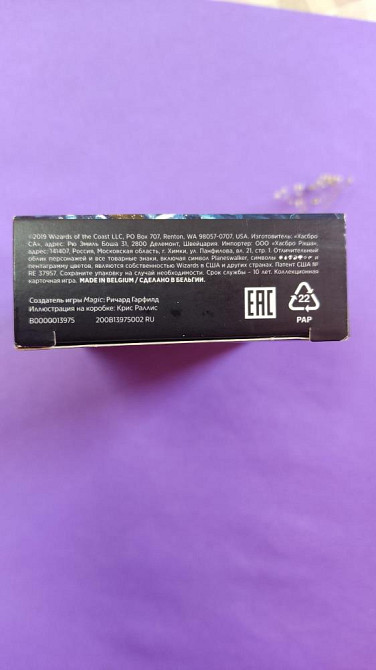 ©2019 Wizards of the Coast LLC, PO Box 707, Renton, WA 98057-0707, USA. Изготовитель: «Хасбро
СА», адрес: Рю Эмиль Боша 31, 2800 Делемонт, Швейцария. Импортер: ООО «Хасбро Раша»,
адрес: 141407, Россия, Московская область, г. Химки, ул. Панфилова, вл. 21, стр. 1. Отличительный
облик персонажей и все товарные знаки, включая символ Planeswalker, символы и
пентаграмму цветов, являются собственностью Wizards в США и других странах. Патент США №
RE 37957. Сохраните упаковку на случай необходимости. Срок службы – 10 лет. Коллекционная
карточная игра. MADE IN BELGIUM / СДЕЛАНО В БЕЛЬГИИ.
Создатель игры Magic: Ричард Гарфилд
Иллюстрация на коробке: Крис Раллис
B0000013975 200B13975002 RU
EAC
22
PAP